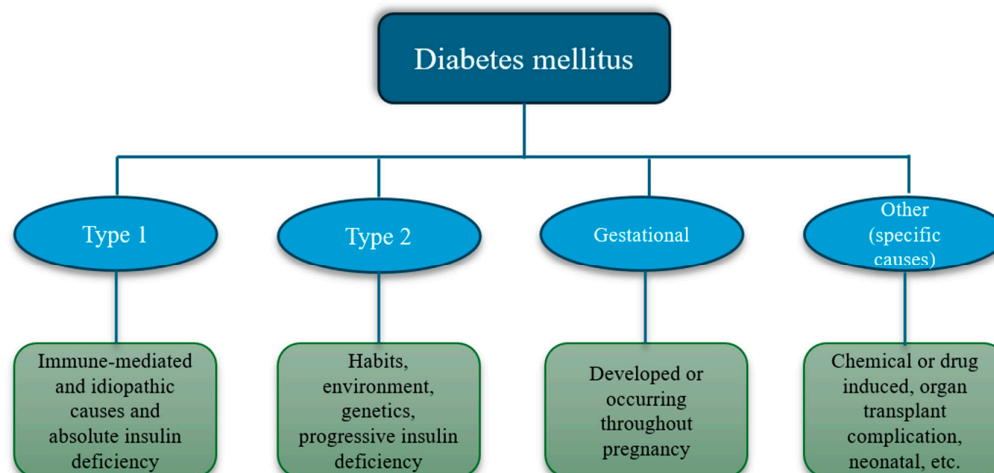 Diabetes mellitus
Type 1
Type 2
Gestational
Other
(specific
causes)
Immune-mediated
and idiopathic
causes and
absolute insulin
deficiency
Habits,
environment,
genetics,
progressive insulin
deficiency
Developed or
occurring
throughout
pregnancy
Chemical or drug
induced, organ
transplant
complication,
neonatal, etc.